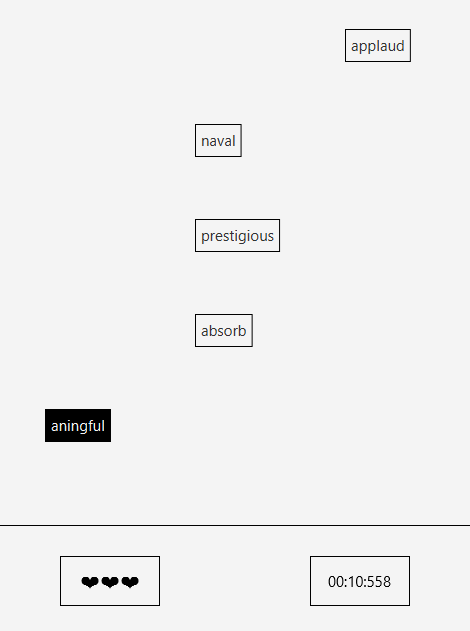 applaud
naval
prestigious
absorb
aningful
❤❤❤ 00:10:558